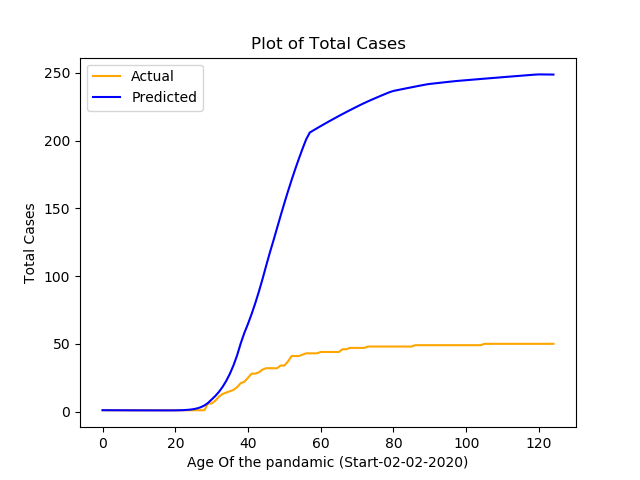 Plot of Total Cases
Actual
Predicted
250
200
150
100
50
0
Total Cases
0 20 40 60 80 100 120
Age Of the pandamic (Start-02-02-2020)